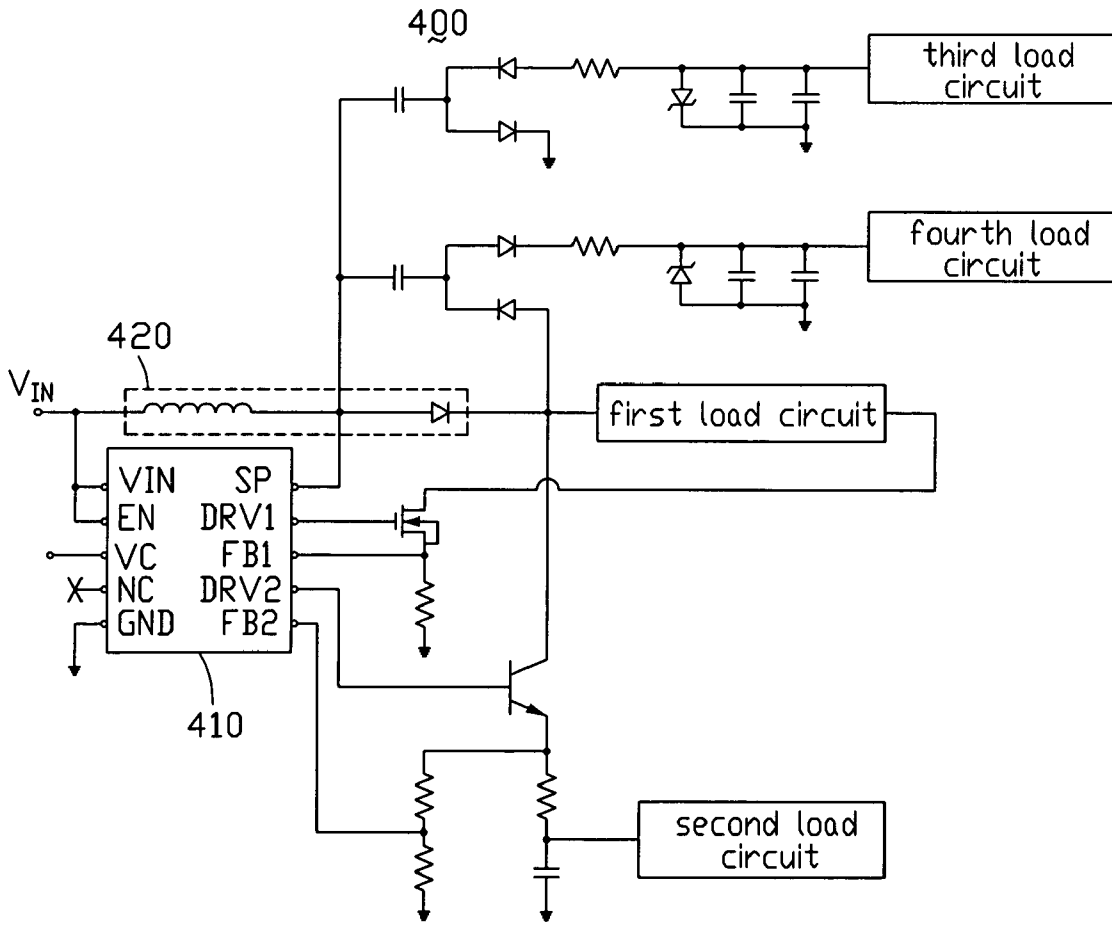 400
third load
circuit
fourth load
circuit
420
VIN
first load circuit
VIN SP
EN DRV1
VC FB1
NC DRV2
GND FB2
410
second load
circuit